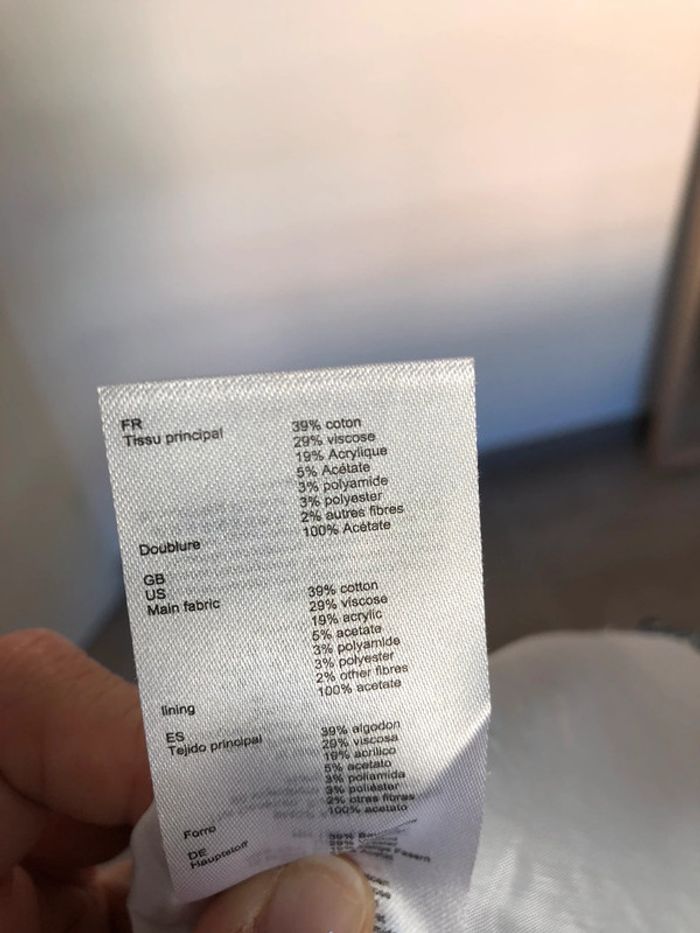 FR
Tissu principal 39% coton
29% viscose
19% Acrylique
5% Acétate
3% polyamide
3% polyester
2% autres fibres
100% Acétate
Doublure
GB
US
Main fabric 39% cotton
29% viscose
19% acrylic
5% acetate
3% polyamide
3% polyester
2% other fibres
100% acetate
lining
ES
Tejido principal 39% algodon
29% viscosa
19% acrilico
5% acetato
3% poliamida
3% poliéster
2% otras fibras
100% acetato
Forro
DE
Hauptstoff